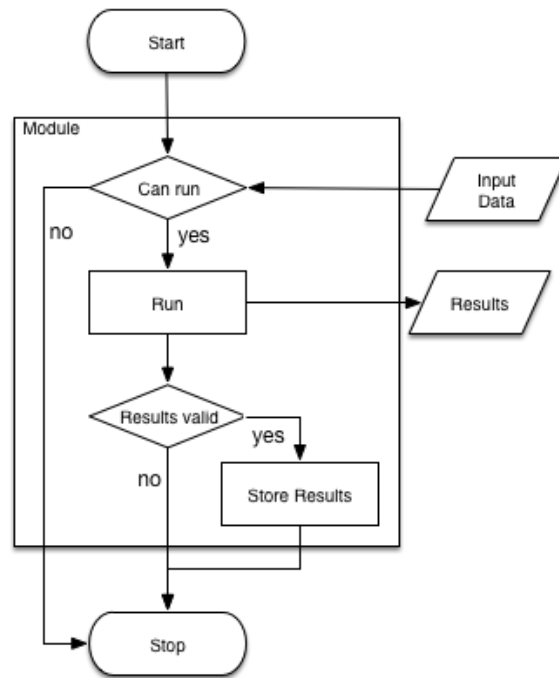 Start
Module
Can run
Input
Data
no
yes
Run
Results
Results valid
yes
no
Store Results
Stop